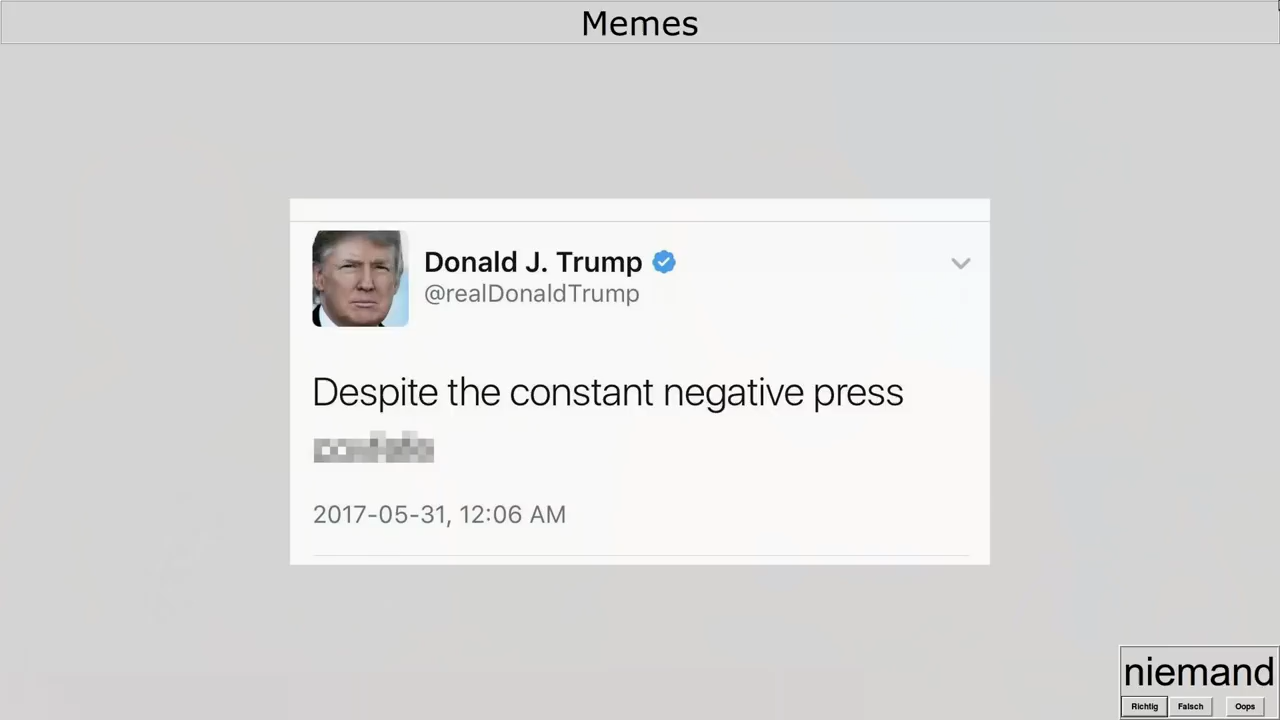 Memes
Donald J. Trump
@realDonaldTrump
Despite the constant negative press
2017-05-31, 12:06 AM
niemand
Richtig Falsch Oops